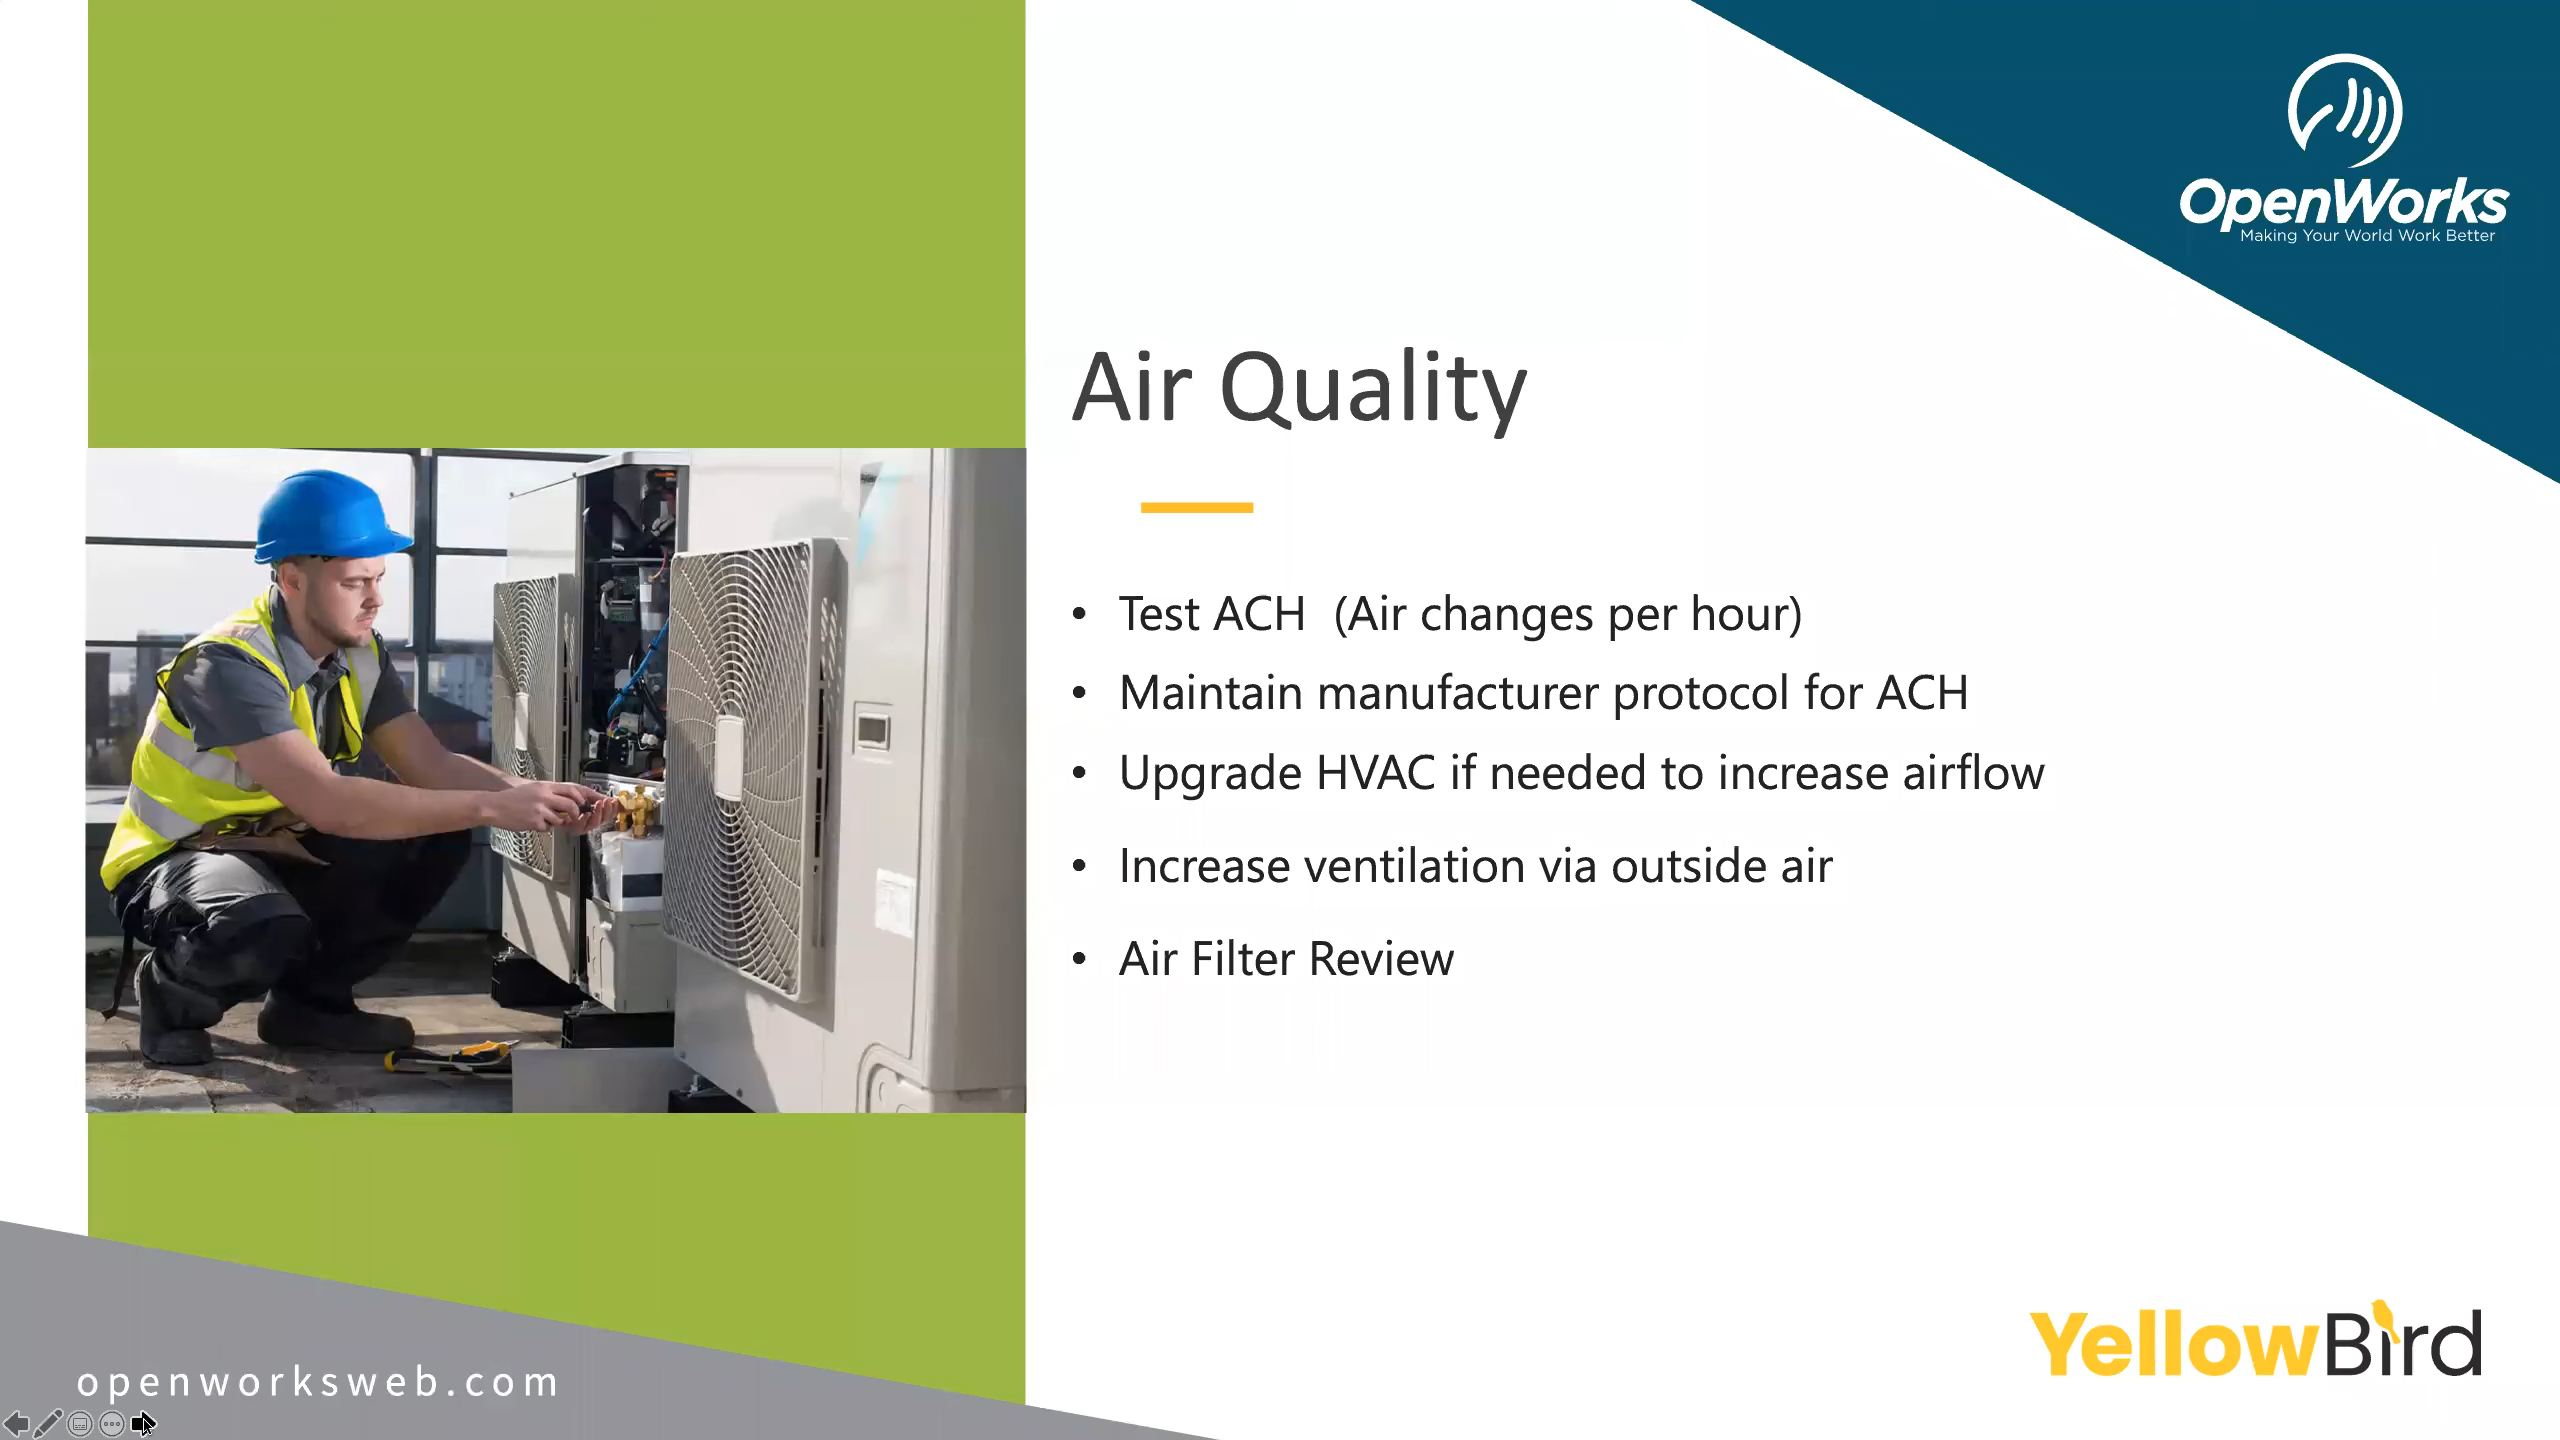 OpenWorks
Making Your World Work Better
Air Quality
• Test ACH  (Air changes per hour)
• Maintain manufacturer protocol for ACH
• Upgrade HVAC if needed to increase airflow
• Increase ventilation via outside air
• Air Filter Review
openworksweb.com
YellowBird